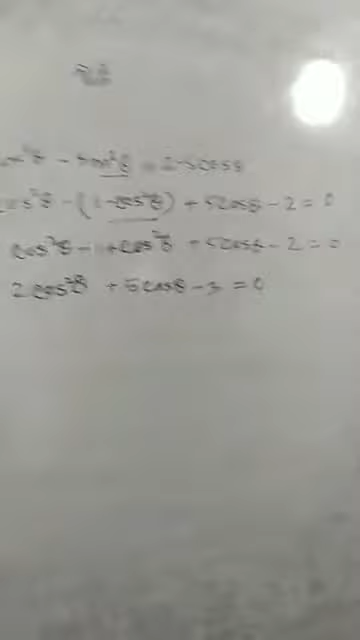 cos²θ - sin²θ = 2-5cosθ
cos²θ - (1-cos²θ) + 5cosθ - 2 = 0
cos²θ - 1 + cos²θ + 5cosθ - 2 = 0
2cos²θ + 5cosθ - 3 = 0